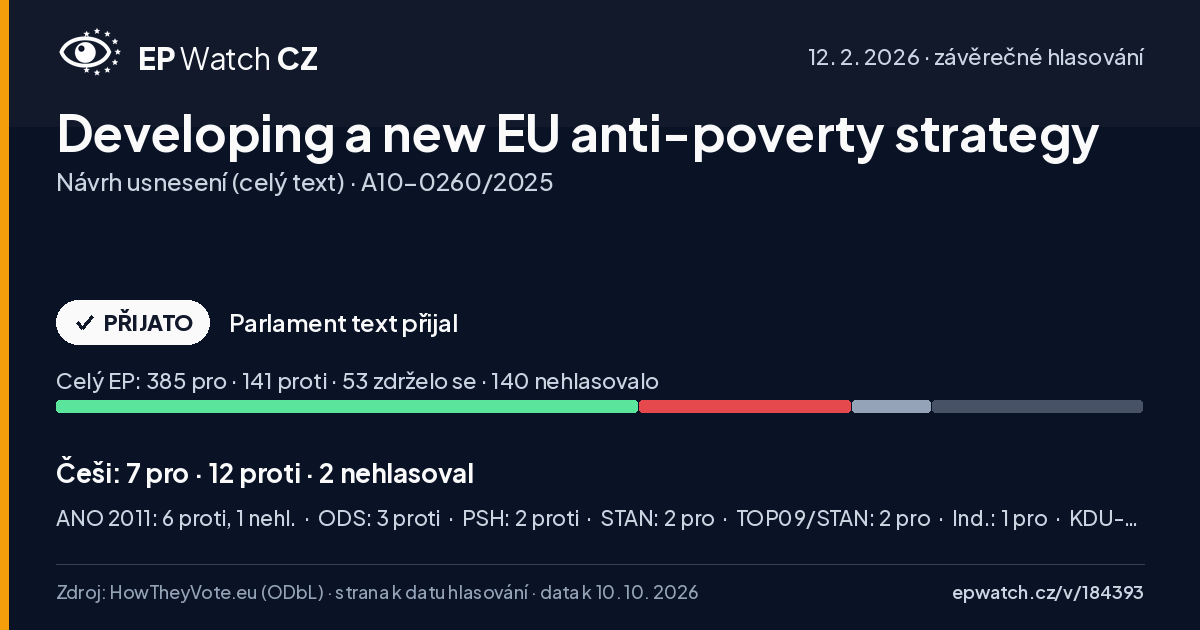 EP Watch CZ
12. 2. 2026 · závěrečné hlasování
Developing a new EU anti-poverty strategy
Návrh usnesení (celý text) · A10-0260/2025
✓ PŘIJATO Parlament text přijal
Celý EP: 385 pro · 141 proti · 53 zdrželo se · 140 nehlasovalo
Češi: 7 pro · 12 proti · 2 nehlasoval
ANO 2011: 6 proti, 1 nehl. · ODS: 3 proti · PSH: 2 proti · STAN: 2 pro · TOP09/STAN: 2 pro · Ind.: 1 pro · KDU-…
Zdroj: HowTheyVote.eu (ODbL) · strana k datu hlasování · data k 10. 10. 2026
epwatch.cz/v/184393